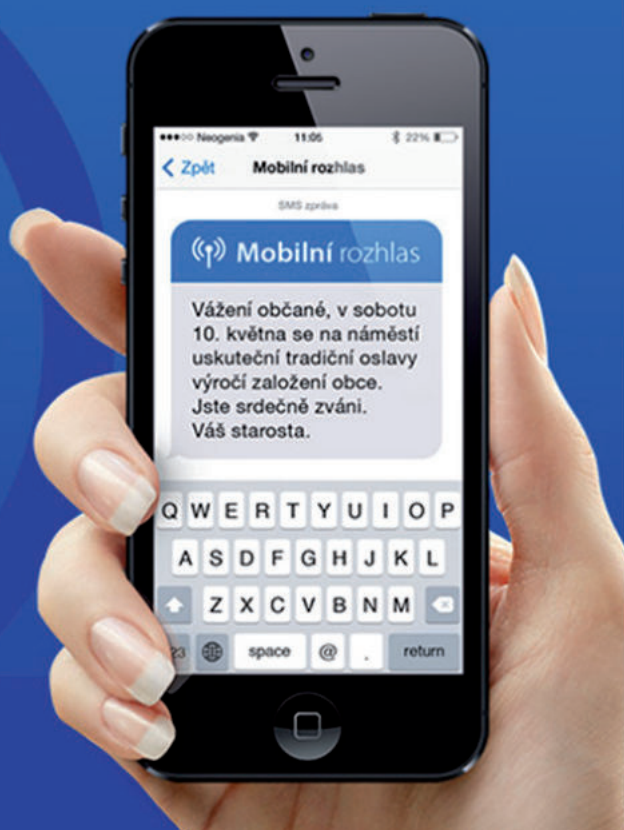 Neogenia 11:05 22%
Zpět Mobilní rozhlas
SMS zpráva
Mobilní rozhlas
Vážení občané, v sobotu
10. května se na náměstí
uskuteční tradiční oslavy
výročí založení obce.
Jste srdečně zváni.
Váš starosta.
Q W E R T Y U I O P
A S D F G H J K L
Z X C V B N M
23 space @ . return